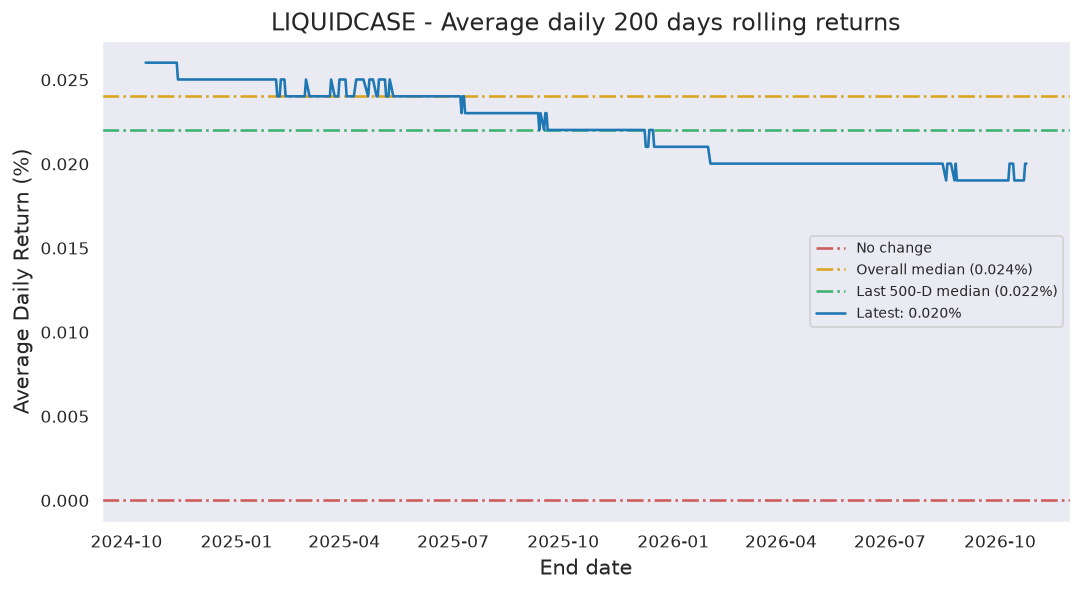 LIQUIDCASE - Average daily 200 days rolling returns
Average Daily Return (%)
0.025
0.020
0.015
0.010
0.005
0.000
No change
Overall median (0.024%)
Last 500-D median (0.022%)
Latest: 0.020%
2024-10 2025-01 2025-04 2025-07 2025-10 2026-01 2026-04 2026-07 2026-10
End date